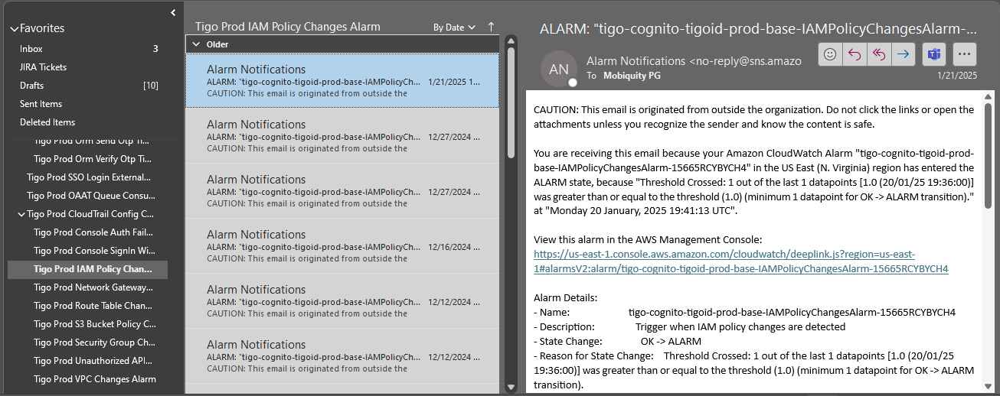 Favorites
Inbox 3
JIRA Tickets
Drafts [10]
Sent Items
Deleted Items
Tigo Prod Orm Send Otp Ti...
Tigo Prod Orm Verify Otp Ti...
Tigo Prod SSO Login External...
Tigo Prod OAAT Queue Consu...
Tigo Prod CloudTrail Config C...
Tigo Prod Console Auth Fail...
Tigo Prod Console SignIn Wi...
Tigo Prod IAM Policy Chan...
Tigo Prod Network Gateway...
Tigo Prod Route Table Chan...
Tigo Prod S3 Bucket Policy C...
Tigo Prod Security Group Ch...
Tigo Prod Unauthorized API...
Tigo Prod VPC Changes Alarm
Tigo Prod IAM Policy Changes Alarm By Date
Older
Alarm Notifications
ALARM: "tigo-cognito-tigoid-prod-base-IAMPolicyCh... 1/21/2025 1...
CAUTION: This email is originated from outside the
Alarm Notifications
ALARM: "tigo-cognito-tigoid-prod-base-IAMPolicyCh... 12/27/2024 ...
CAUTION: This email is originated from outside the
Alarm Notifications
ALARM: "tigo-cognito-tigoid-prod-base-IAMPolicyCh... 12/27/2024 ...
CAUTION: This email is originated from outside the
Alarm Notifications
ALARM: "tigo-cognito-tigoid-prod-base-IAMPolicyCh... 12/16/2024 ...
CAUTION: This email is originated from outside the
Alarm Notifications
ALARM: "tigo-cognito-tigoid-prod-base-IAMPolicyCh... 12/12/2024 ...
CAUTION: This email is originated from outside the
Alarm Notifications
ALARM: "tigo-cognito-tigoid-prod-base-IAMPolicyCh... 12/12/2024 ...
CAUTION: This email is originated from outside the
ALARM: "tigo-cognito-tigoid-prod-base-IAMPolicyChangesAlarm-...
AN
Alarm Notifications <no-reply@sns.amazo
To Mobiquity PG
1/21/2025
CAUTION: This email is originated from outside the organization. Do not click the links or open the
attachments unless you recognize the sender and know the content is safe.
You are receiving this email because your Amazon CloudWatch Alarm "tigo-cognito-tigoid-prod-
base-IAMPolicyChangesAlarm-15665RCYBYCH4" in the US East (N. Virginia) region has entered the
ALARM state, because "Threshold Crossed: 1 out of the last 1 datapoints [1.0 (20/01/25 19:36:00)]
was greater than or equal to the threshold (1.0) (minimum 1 datapoint for OK -> ALARM transition)."
at "Monday 20 January, 2025 19:41:13 UTC".
View this alarm in the AWS Management Console:
https://us-east-1.console.aws.amazon.com/cloudwatch/deeplink.js?region=us-east-
1#alarmsV2:alarm/tigo-cognito-tigoid-prod-base-IAMPolicyChangesAlarm-15665RCYBYCH4
Alarm Details:
- Name: tigo-cognito-tigoid-prod-base-IAMPolicyChangesAlarm-15665RCYBYCH4
- Description: Trigger when IAM policy changes are detected
- State Change: OK -> ALARM
- Reason for State Change: Threshold Crossed: 1 out of the last 1 datapoints [1.0 (20/01/25
19:36:00)] was greater than or equal to the threshold (1.0) (minimum 1 datapoint for OK -> ALARM
transition).